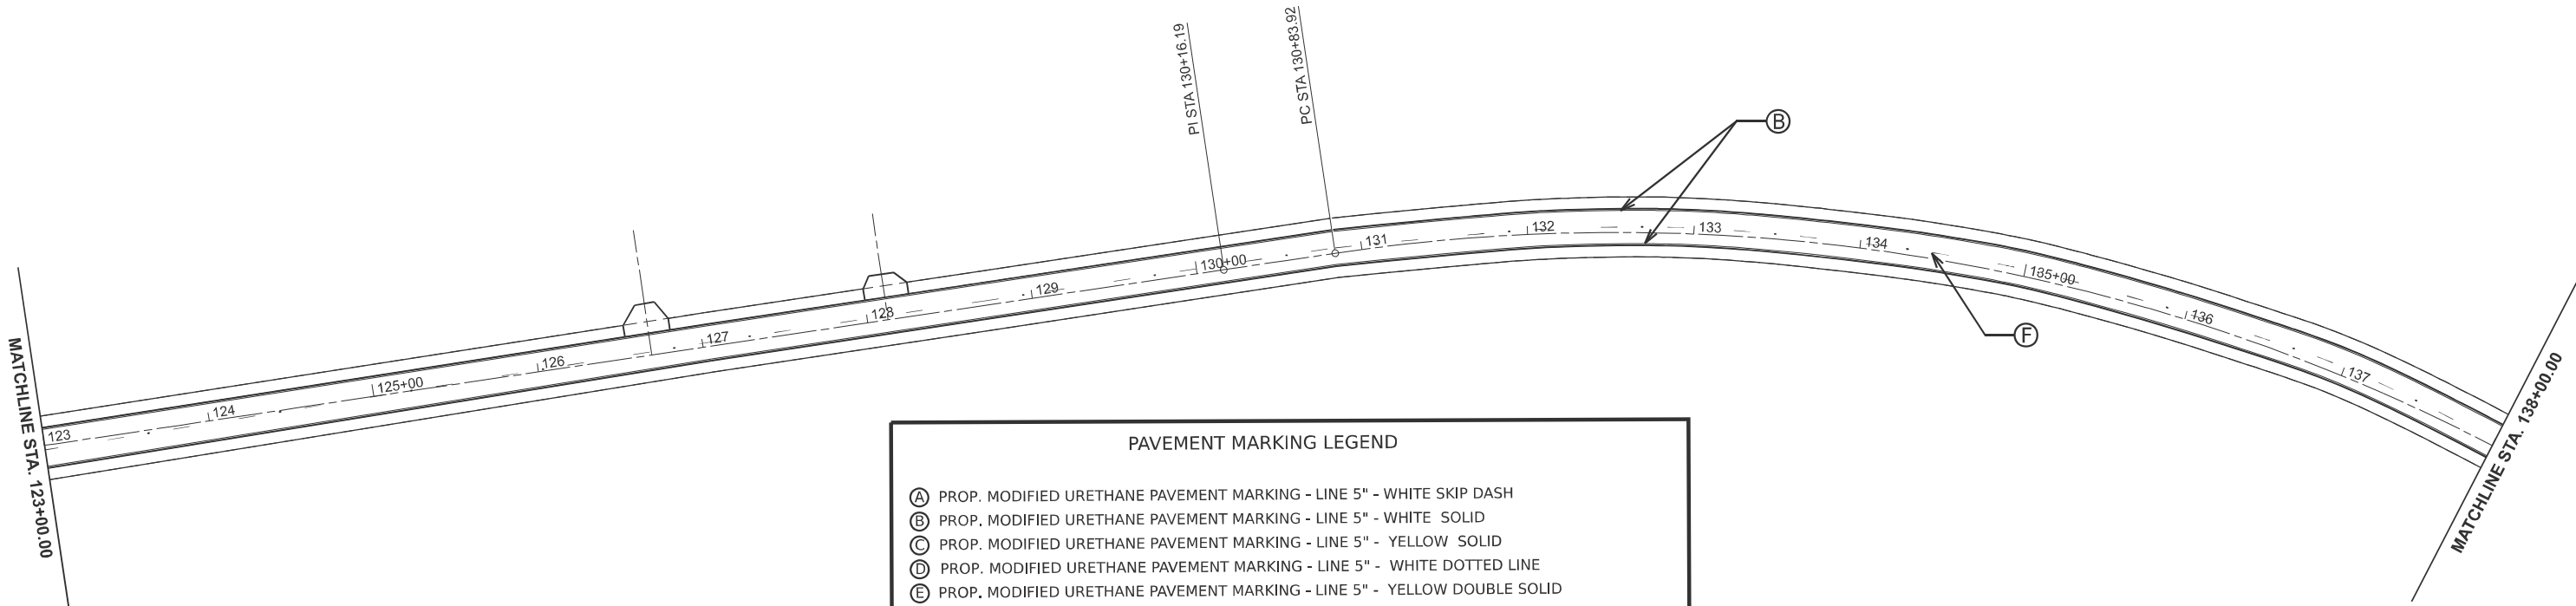 PI STA 130+16.19
PC STA 130+83.92
B
F
MATCHLINE STA. 123+00.00
123
124
125+00
126
127
128
129
130+00
131
132
133
134
135+00
136
137
MATCHLINE STA. 138+00.00
PAVEMENT MARKING LEGEND
A PROP. MODIFIED URETHANE PAVEMENT MARKING - LINE 5" - WHITE SKIP DASH
B PROP. MODIFIED URETHANE PAVEMENT MARKING - LINE 5" - WHITE SOLID
C PROP. MODIFIED URETHANE PAVEMENT MARKING - LINE 5" - YELLOW SOLID
D PROP. MODIFIED URETHANE PAVEMENT MARKING - LINE 5" - WHITE DOTTED LINE
E PROP. MODIFIED URETHANE PAVEMENT MARKING - LINE 5" - YELLOW DOUBLE SOLID